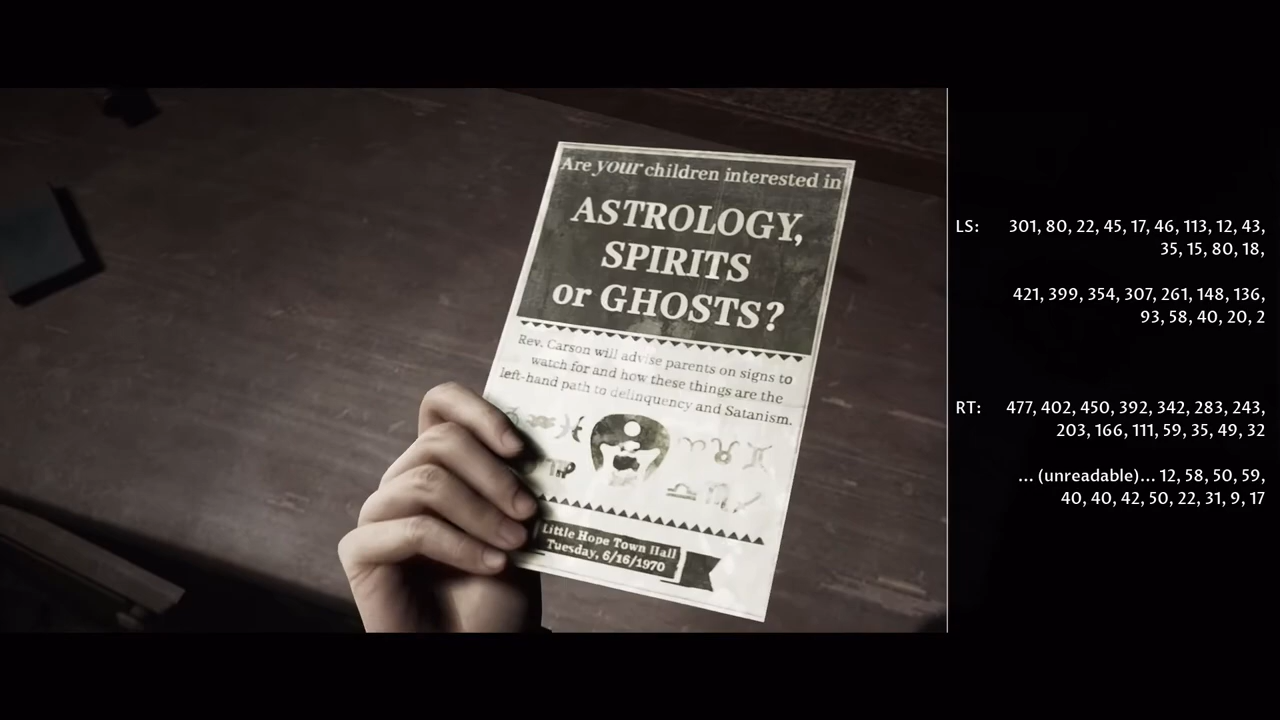 Are your children interested in
ASTROLOGY,
SPIRITS
or GHOSTS?
Rev. Carson will advise parents on signs to
watch for and how these things are the
left-hand path to delinquency and Satanism.
Little Hope Town Hall
Tuesday, 6/16/1970
LS: 301, 80, 22, 45, 17, 46, 113, 12, 43,
35, 15, 80, 18,
421, 399, 354, 307, 261, 148, 136,
93, 58, 40, 20, 2
RT: 477, 402, 450, 392, 342, 283, 243,
203, 166, 111, 59, 35, 49, 32
... (unreadable)... 12, 58, 50, 59,
40, 40, 42, 50, 22, 31, 9, 17